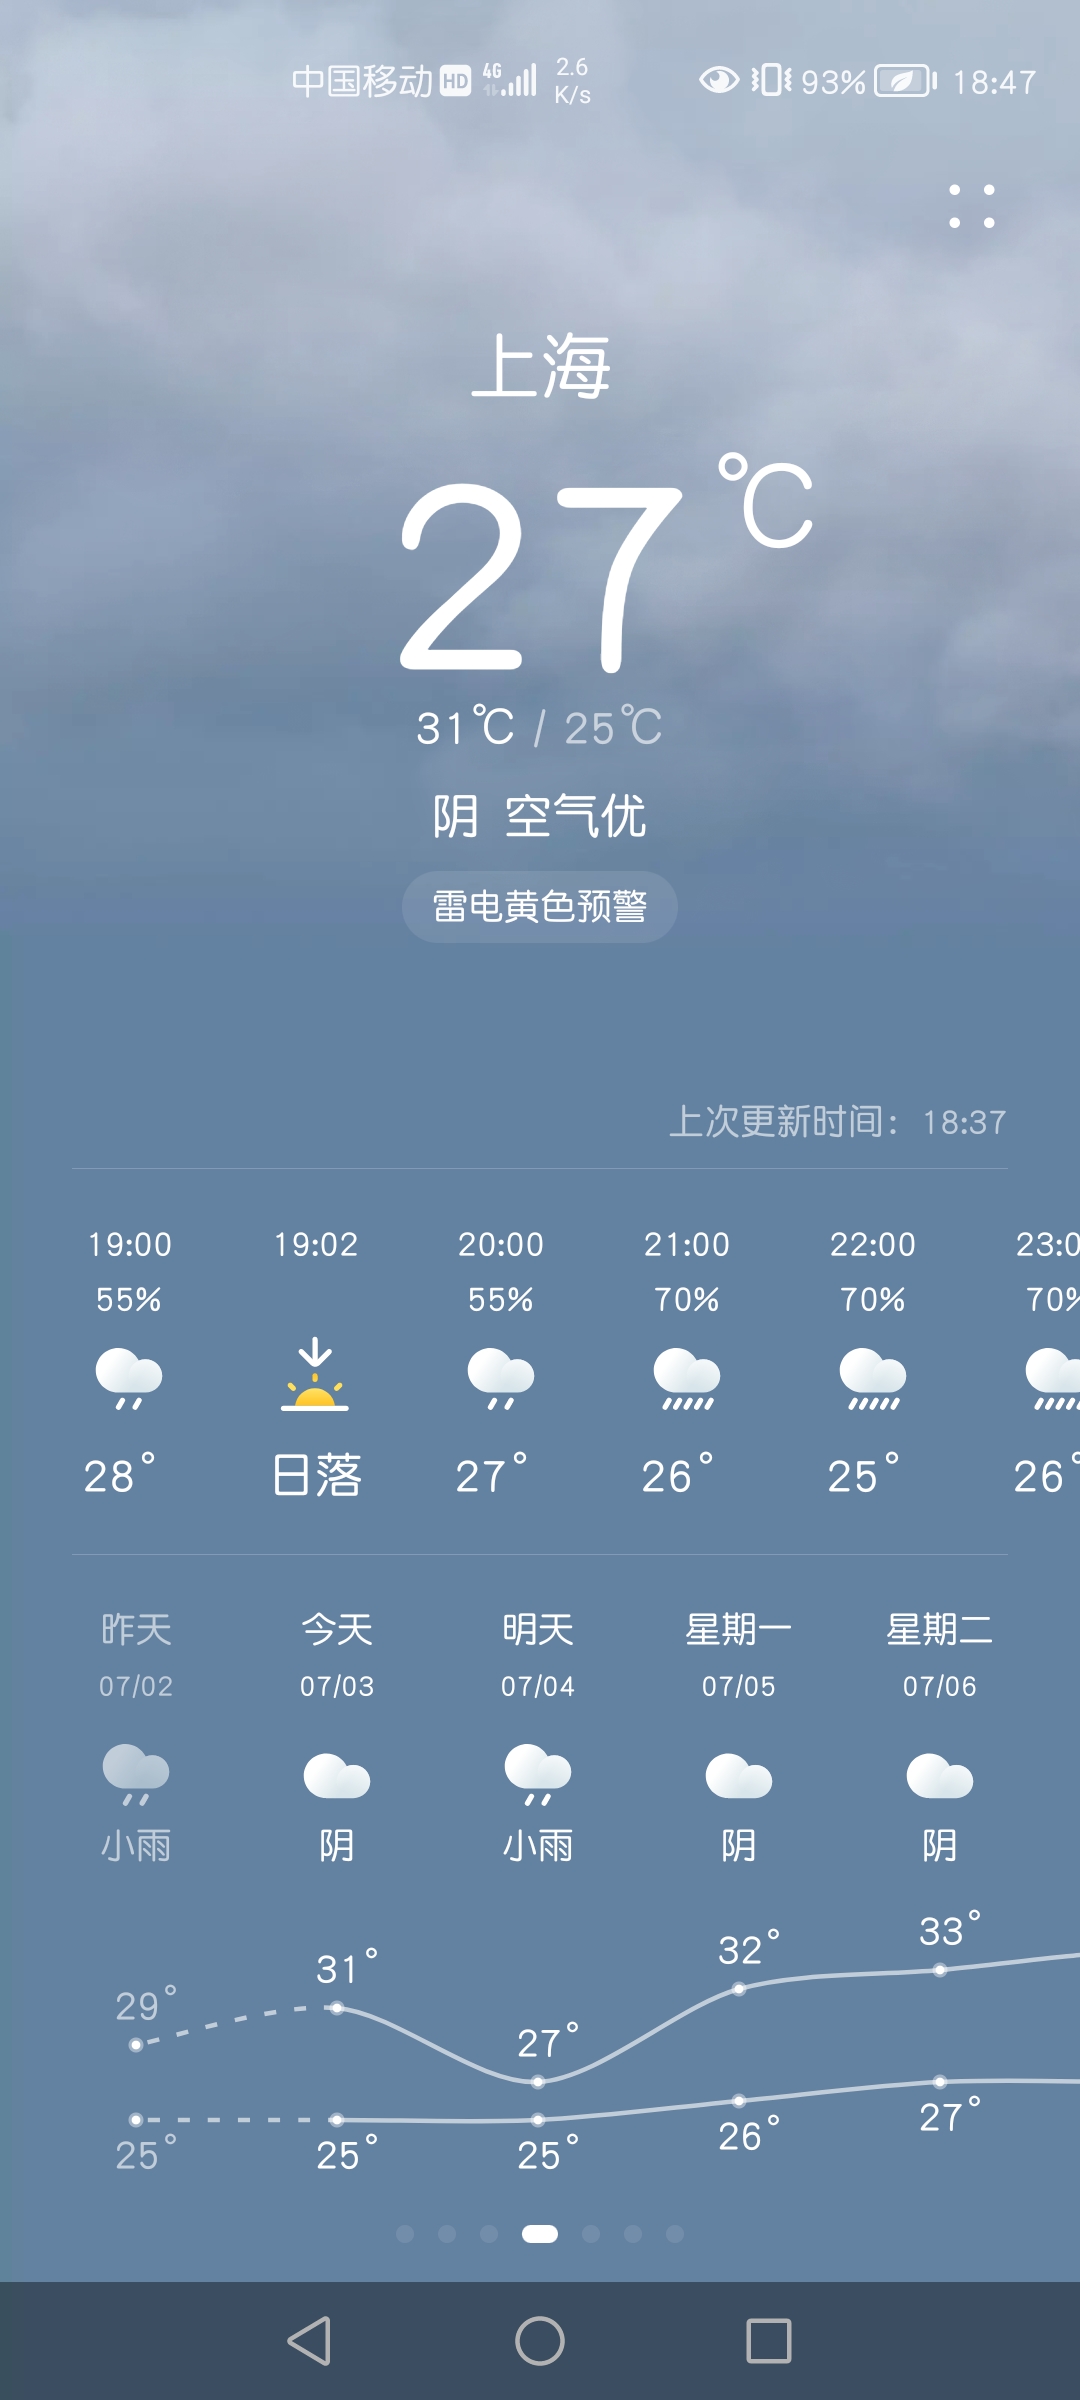 中国移动 HD 4G 2.6 K/s 93% 18:47
上海
27℃
31℃ / 25℃
阴 空气优
雷电黄色预警
上次更新时间：18:37
19:00 19:02 20:00 21:00 22:00 23:0
55% 55% 70% 70% 70%
28° 日落 27° 26° 25° 26°
昨天 今天 明天 星期一 星期二
07/02 07/03 07/04 07/05 07/06
小雨 阴 小雨 阴 阴
29° 31° 27° 32° 33°
25° 25° 25° 26° 27°